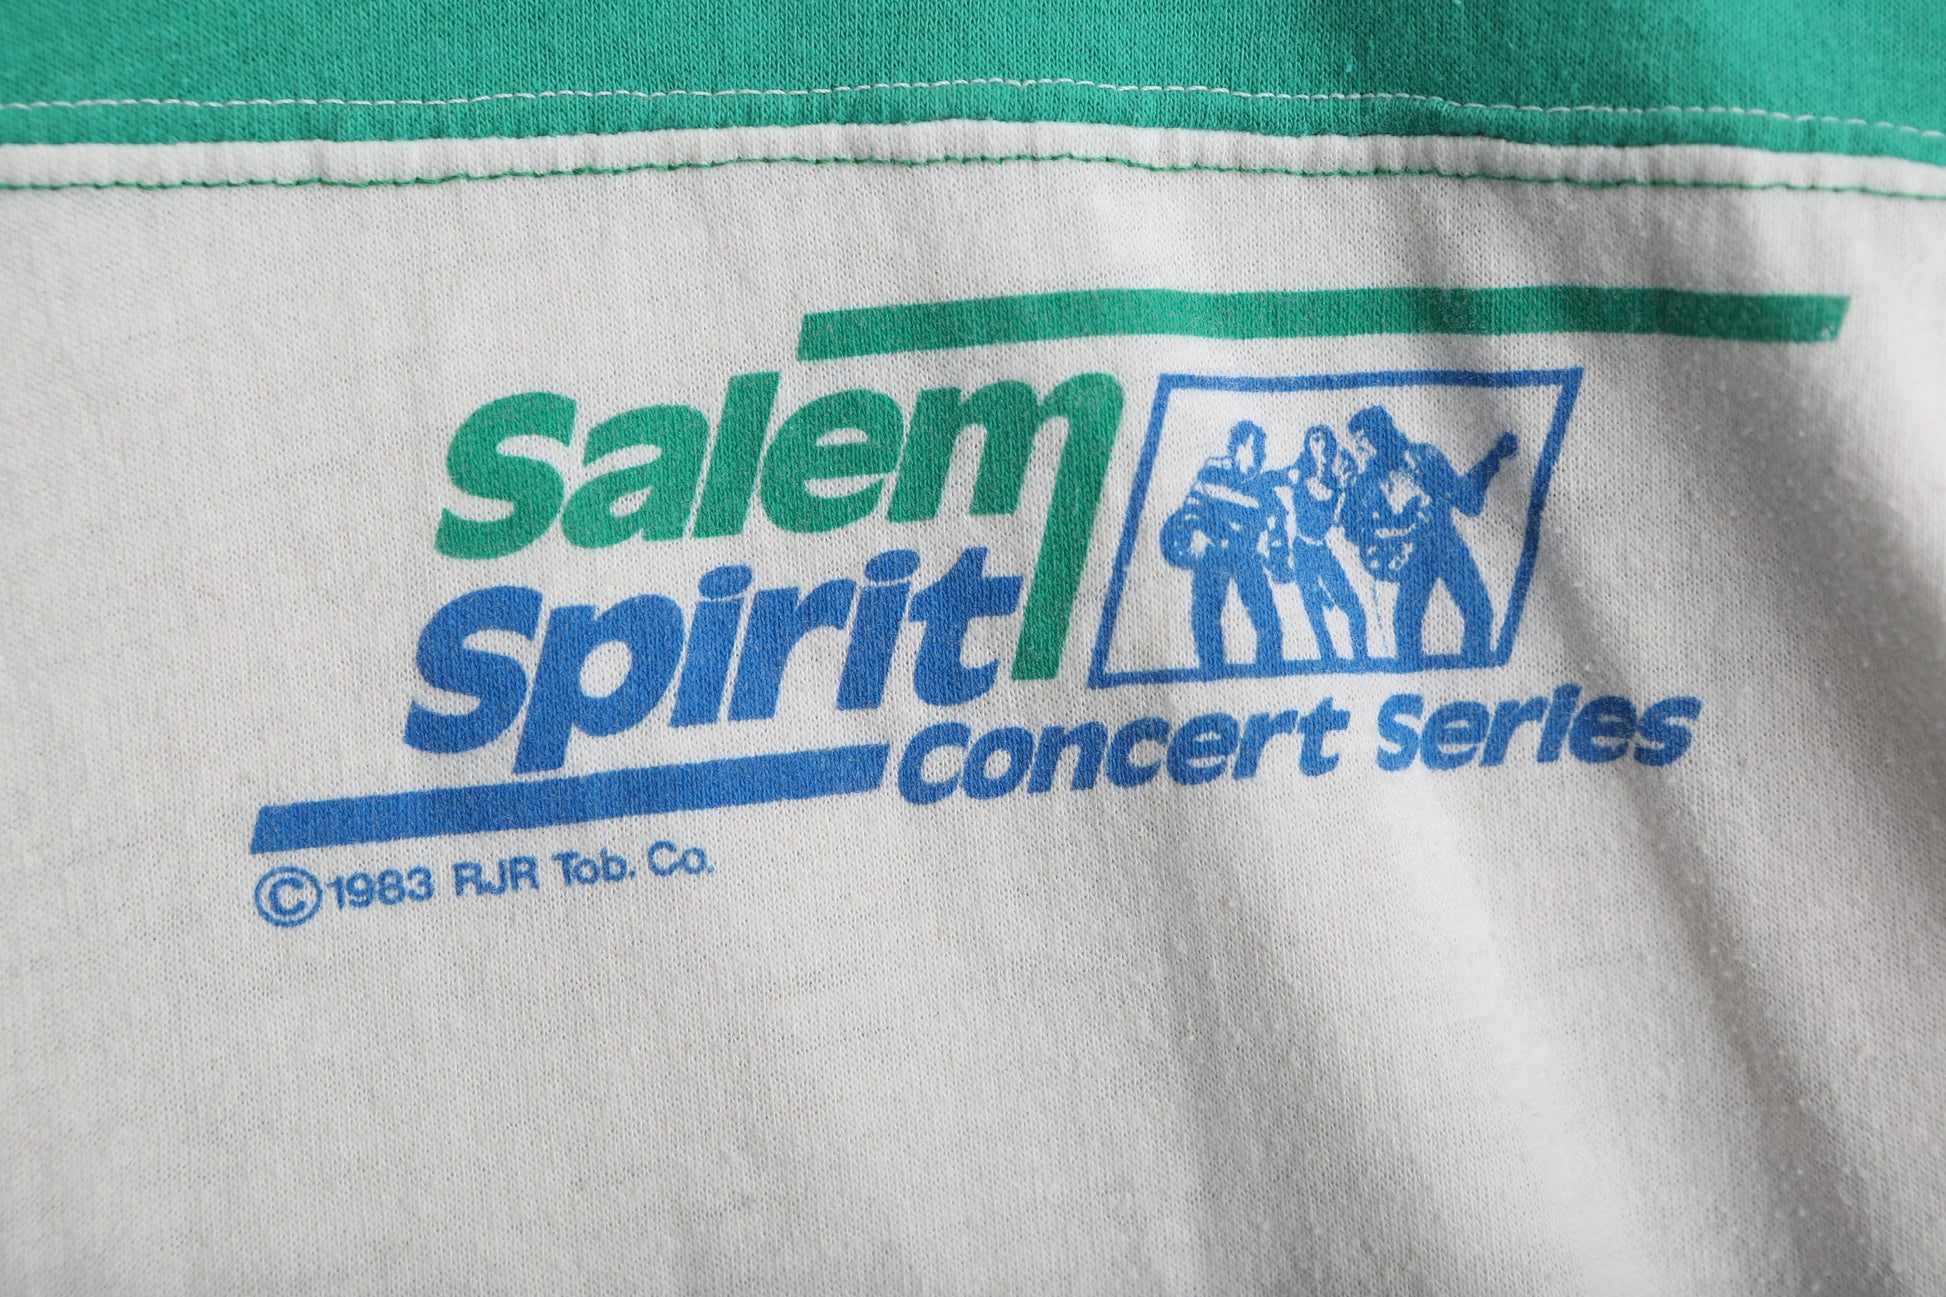 Salem
Spirit
Concert Series
©1983 RJR Tob. Co.